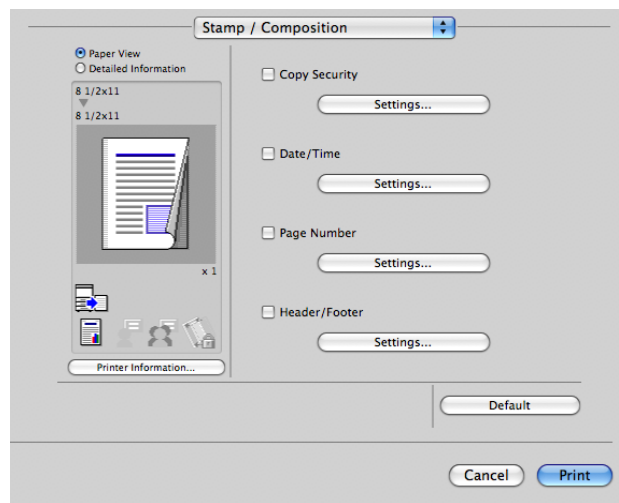 Stamp / Composition
Paper View
Detailed Information
8 1/2x11
8 1/2x11
x 1
Printer Information...
Copy Security
Settings...
Date/Time
Settings...
Page Number
Settings...
Header/Footer
Settings...
Default
Cancel
Print